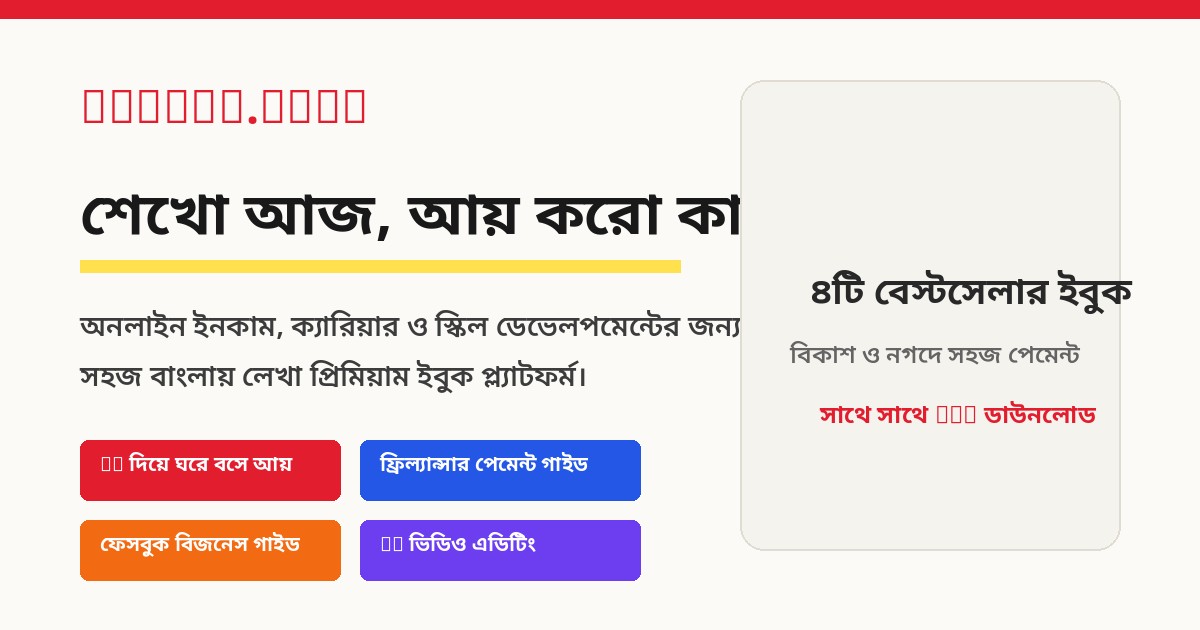 শেখো আজ, আয় করো
অনলাইন ইনকাম, ক্যারিয়ার ও স্কিল ডেভেলপমেন্টের জন্য
সহজ বাংলায় লেখা প্রিমিয়াম ইবুক প্ল্যাটফর্ম।
দিয়ে ঘরে বসে আয়
ফ্রিল্যান্সার পেমেন্ট গাইড
ফেসবুক বিজনেস গাইড
ভিডিও এডিটিং
৪টি বেস্টসেলার ইবুক
বিকাশ ও নগদে সহজ পেমেন্ট
সাথে সাথে ডাউনলোড